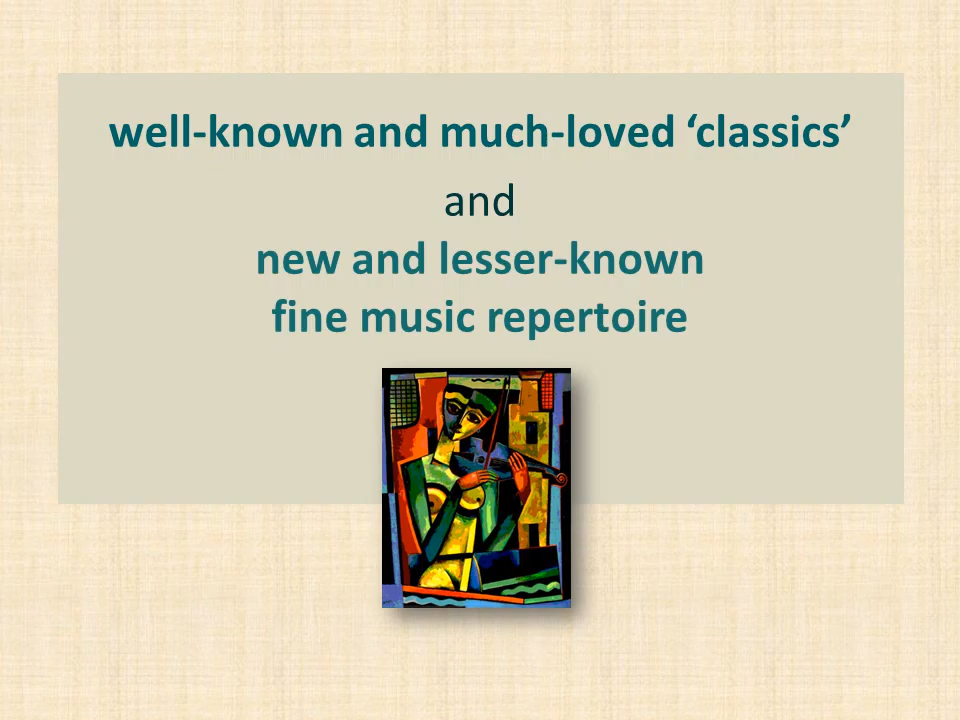 well-known and much-loved ‘classics’
and
new and lesser-known
fine music repertoire